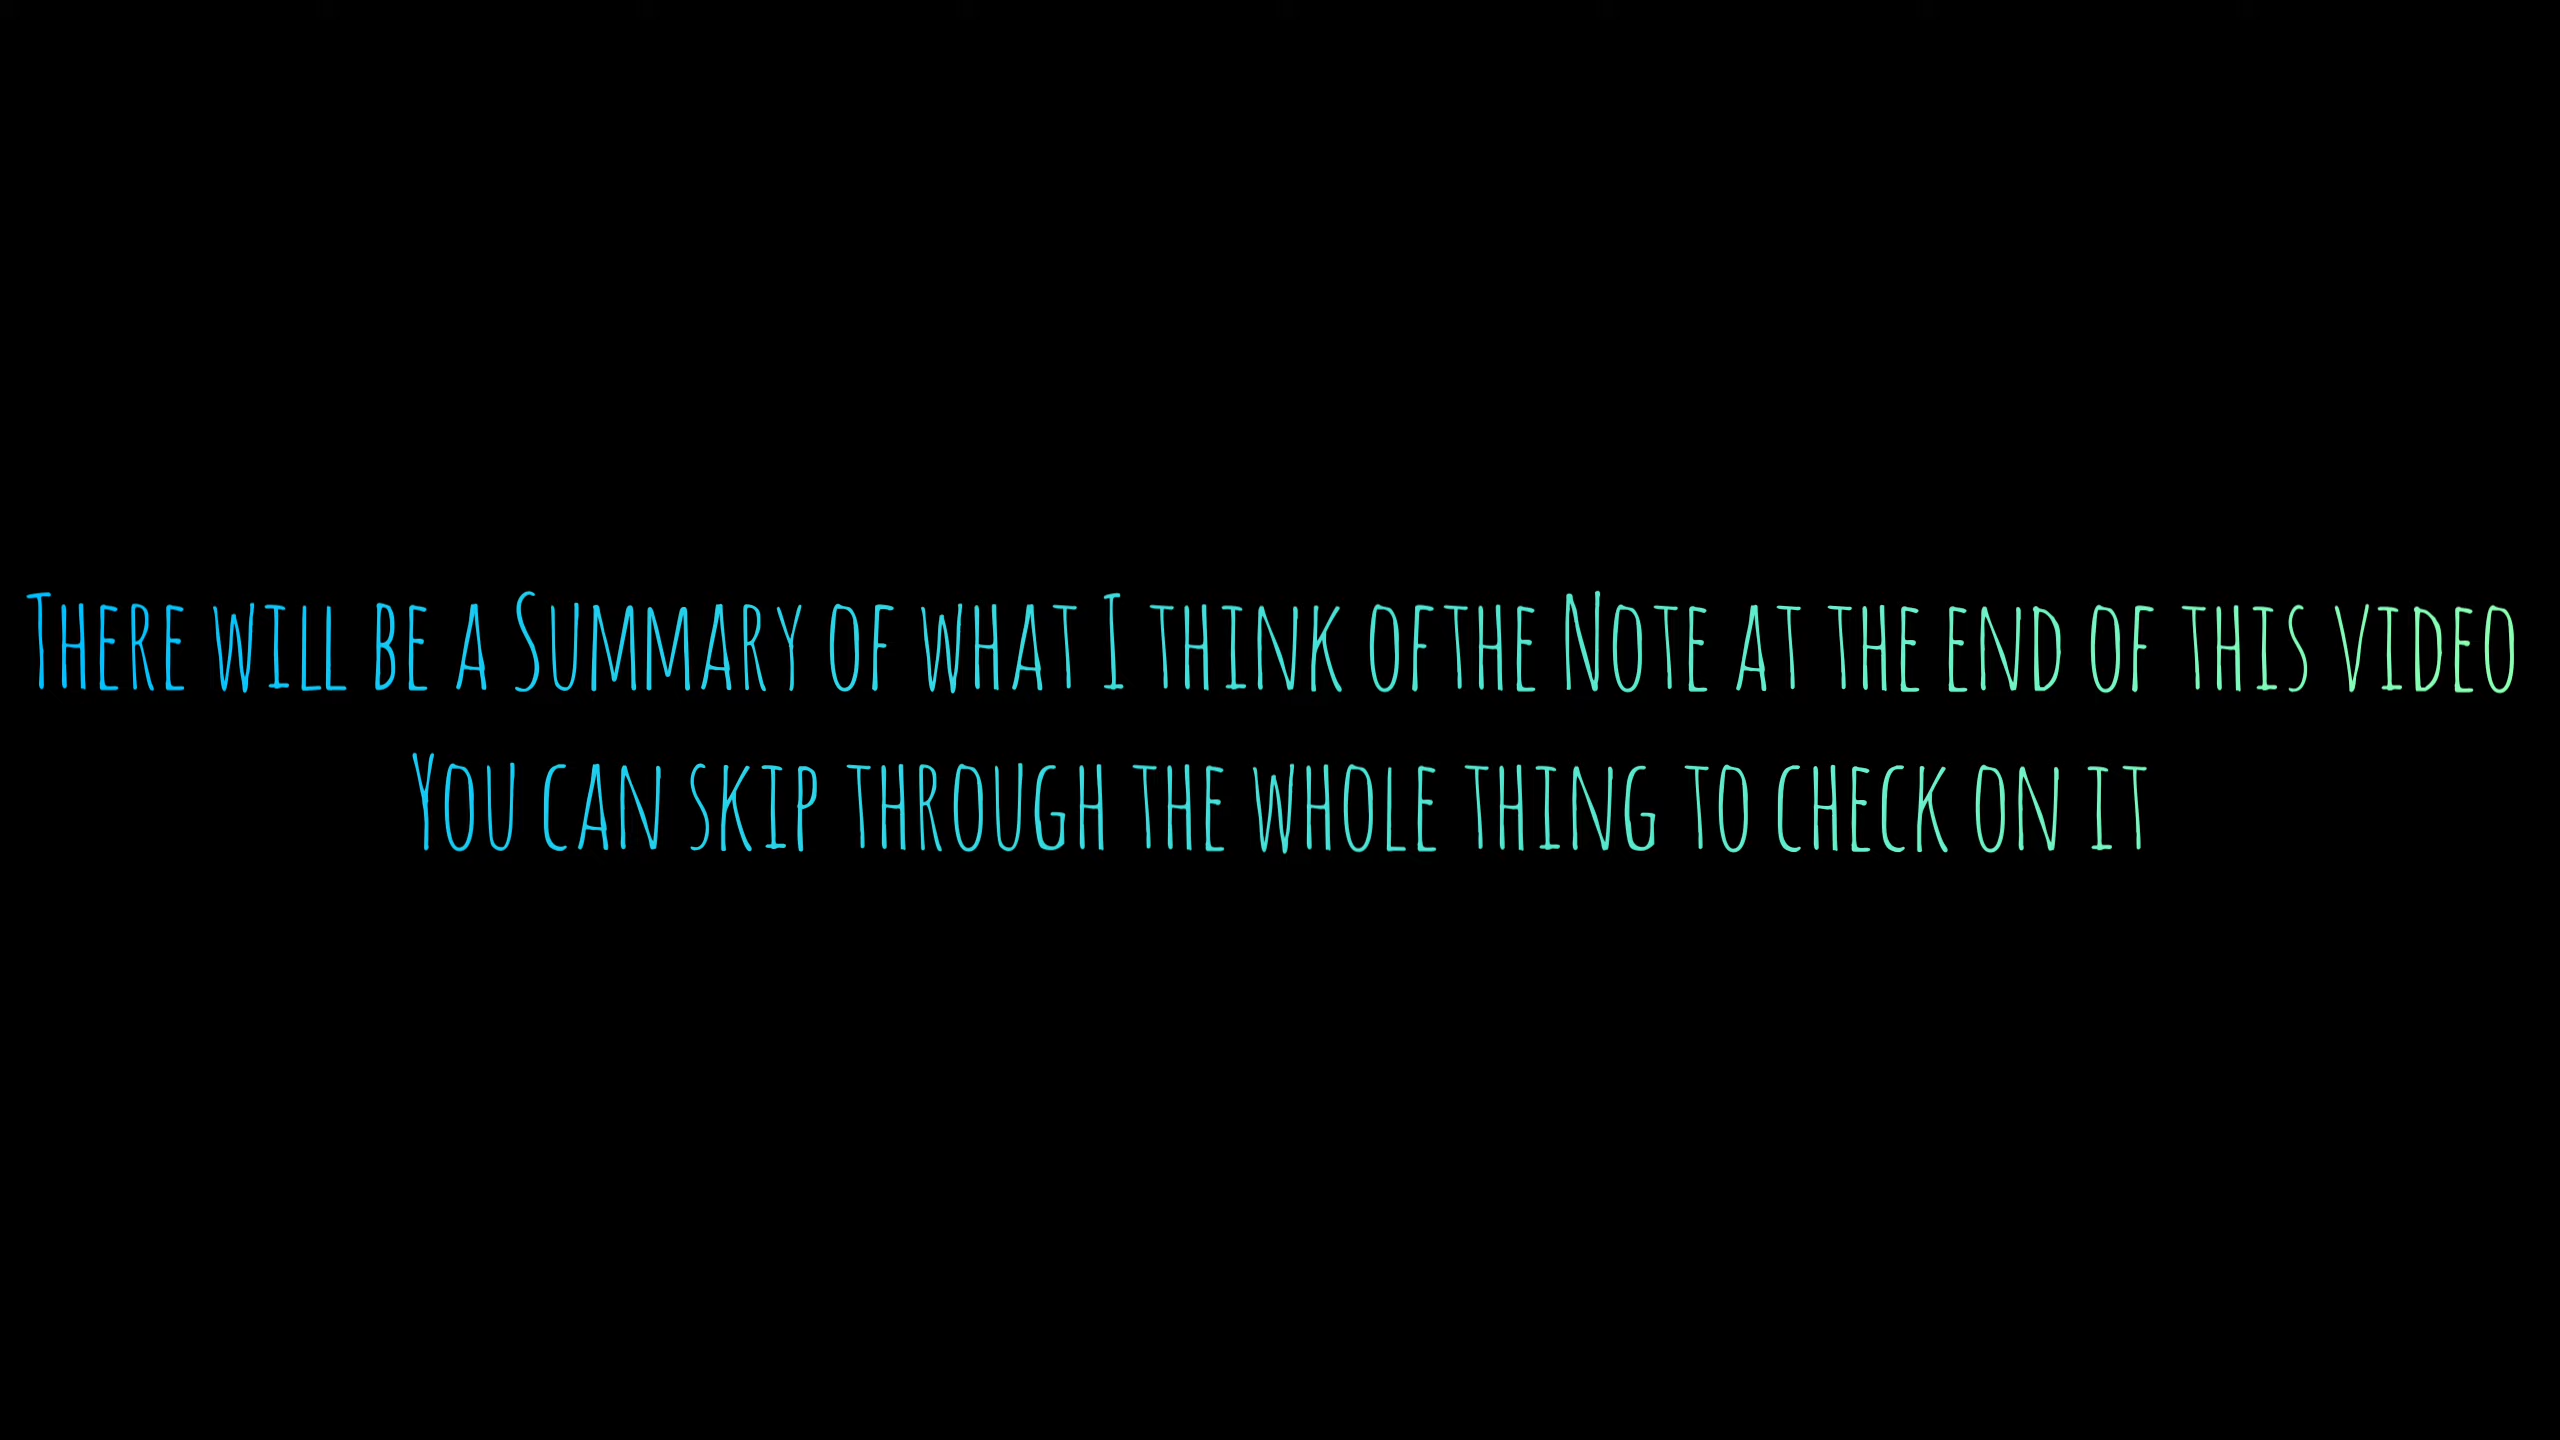 There will be a Summary of what I think ofthe Note at the end of this video
You can skip through the whole thing to check on it